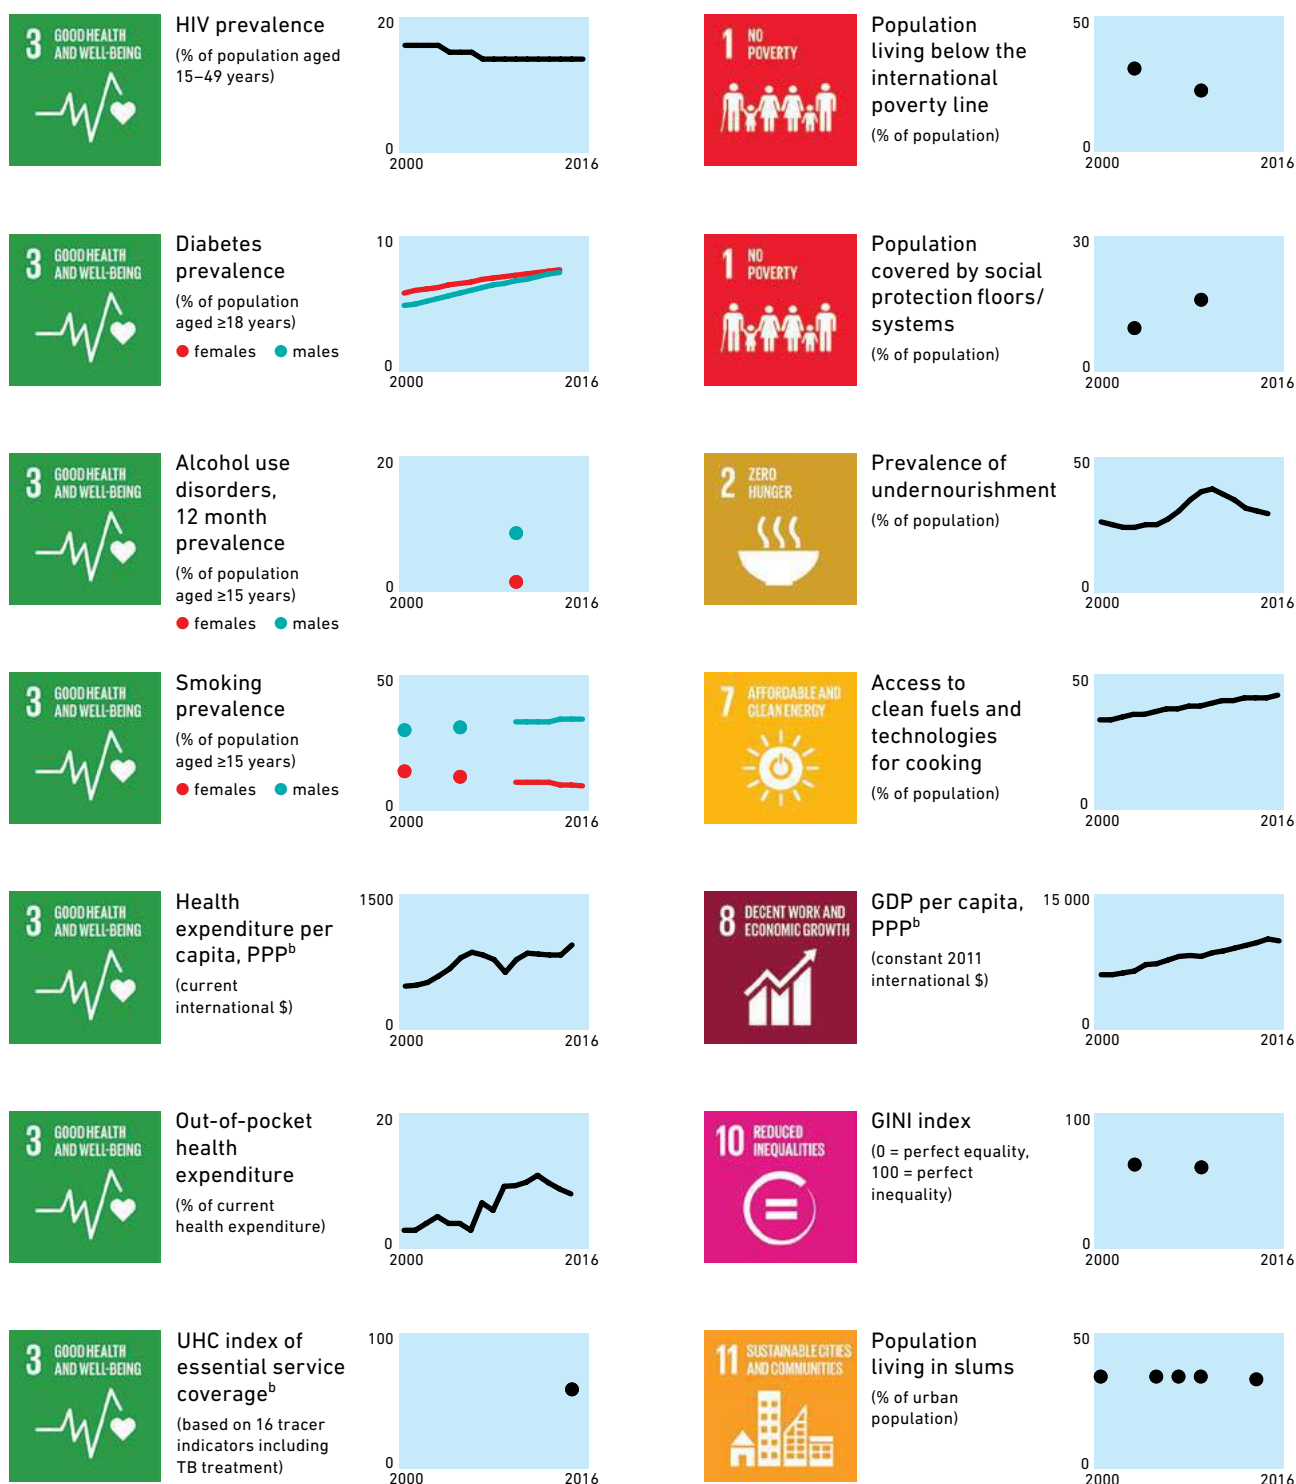 3 GOOD HEALTH
AND WELL-BEING
HIV prevalence
(% of population aged
15–49 years)
20
0
2000 2016
3 GOOD HEALTH
AND WELL-BEING
Diabetes
prevalence
(% of population
aged ≥18 years)
females males
10
0
2000 2016
3 GOOD HEALTH
AND WELL-BEING
Alcohol use
disorders,
12 month
prevalence
(% of population
aged ≥15 years)
females males
20
0
2000 2016
3 GOOD HEALTH
AND WELL-BEING
Smoking
prevalence
(% of population
aged ≥15 years)
females males
50
0
2000 2016
3 GOOD HEALTH
AND WELL-BEING
Health
expenditure per
capita, PPPb
(current
international $)
1500
0
2000 2016
3 GOOD HEALTH
AND WELL-BEING
Out-of-pocket
health
expenditure
(% of current
health expenditure)
20
0
2000 2016
3 GOOD HEALTH
AND WELL-BEING
UHC index of
essential service
coverageb
(based on 16 tracer
indicators including
TB treatment)
100
0
2000 2016
1 NO
POVERTY
Population
living below the
international
poverty line
(% of population)
50
0
2000 2016
1 NO
POVERTY
Population
covered by social
protection floors/
systems
(% of population)
30
0
2000 2016
2 ZERO
HUNGER
Prevalence of
undernourishment
(% of population)
50
0
2000 2016
7 AFFORDABLE AND
CLEAN ENERGY
Access to
clean fuels and
technologies
for cooking
(% of population)
50
0
2000 2016
8 DECENT WORK AND
ECONOMIC GROWTH
GDP per capita,
PPPb
(constant 2011
international $)
15 000
0
2000 2016
10 REDUCED
INEQUALITIES
GINI index
(0 = perfect equality,
100 = perfect
inequality)
100
0
2000 2016
11 SUSTAINABLE CITIES
AND COMMUNITIES
Population
living in slums
(% of urban
population)
50
0
2000 2016